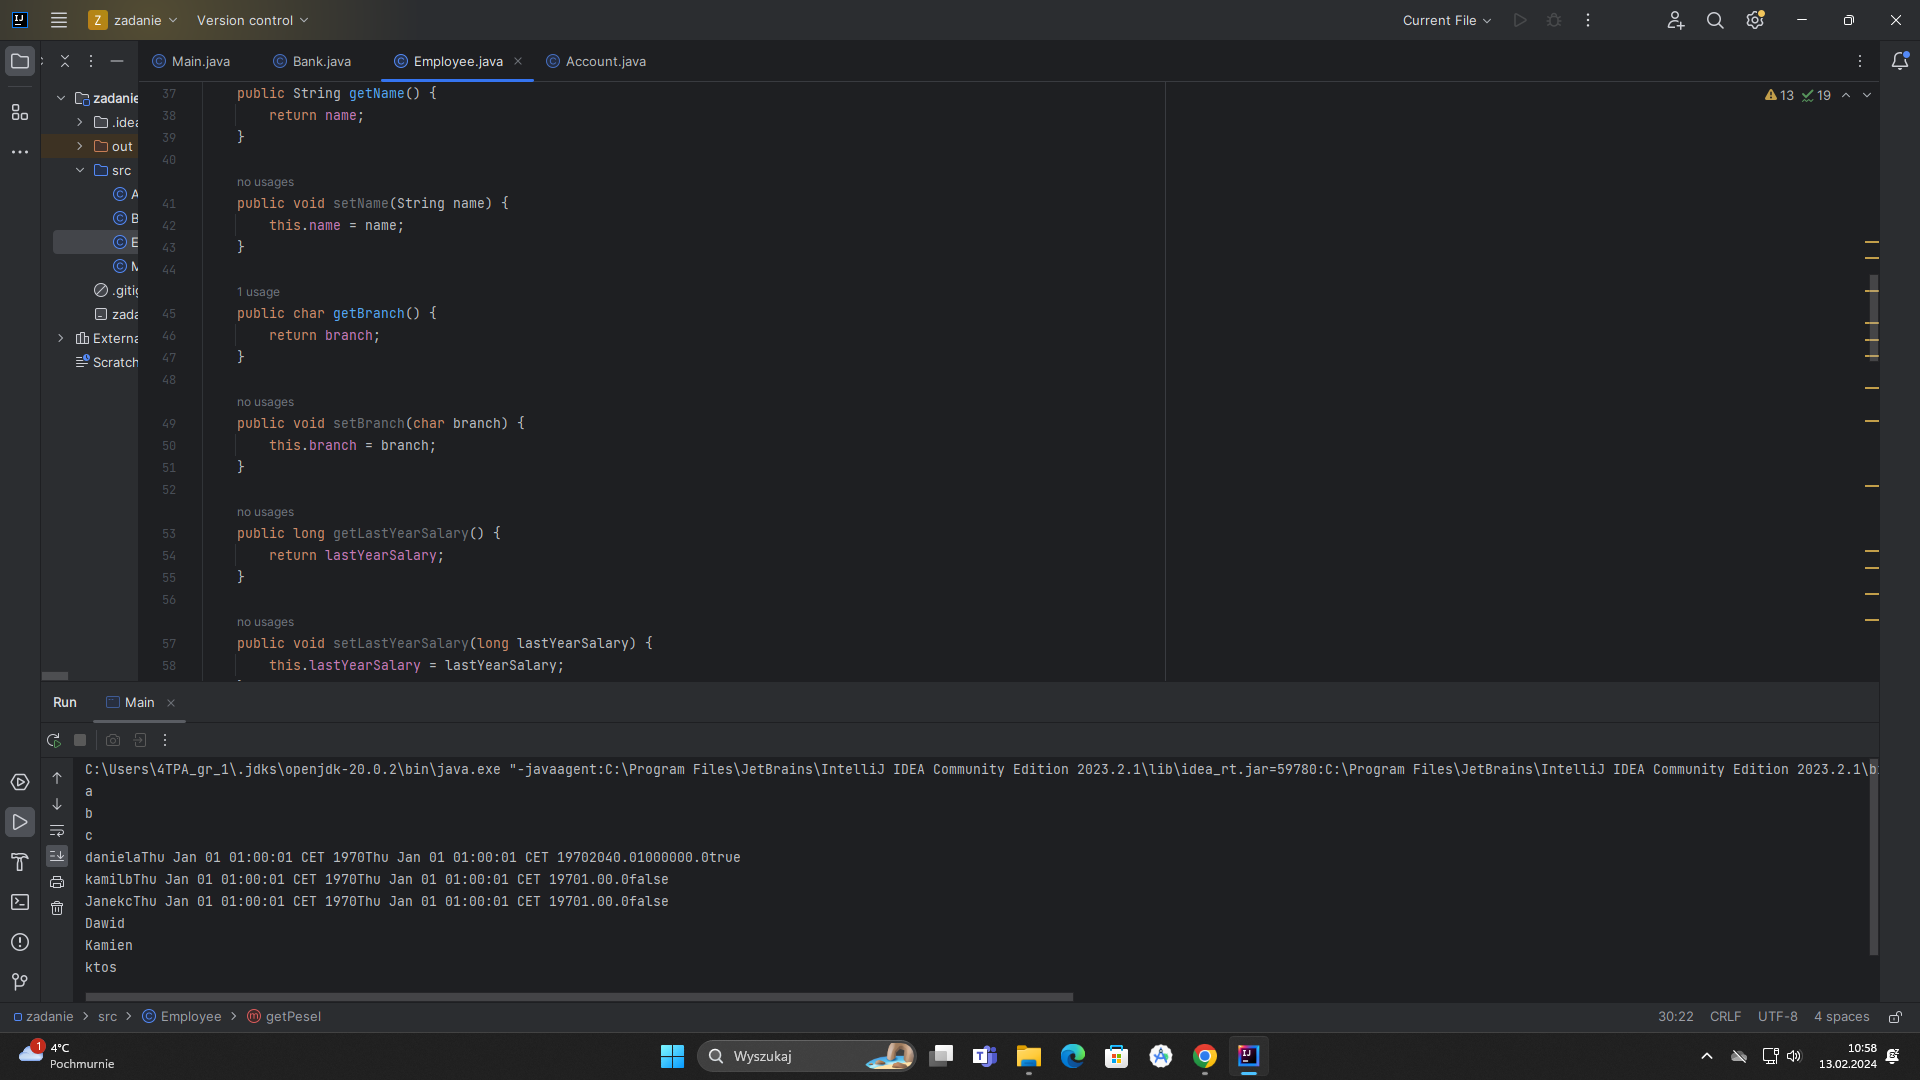 Z zadanie Version control Current File
Main.java Bank.java Employee.java Account.java
zadanie
.idea
out
src
A
B
E
M
.gitig
zada
Externa
Scratch
13 19
37 public String getName() {
38 return name;
39 }
40
no usages
41 public void setName(String name) {
42 this.name = name;
43 }
44
1 usage
45 public char getBranch() {
46 return branch;
47 }
48
no usages
49 public void setBranch(char branch) {
50 this.branch = branch;
51 }
52
no usages
53 public long getLastYearSalary() {
54 return lastYearSalary;
55 }
56
no usages
57 public void setLastYearSalary(long lastYearSalary) {
58 this.lastYearSalary = lastYearSalary;
Run Main
C:\Users\4TPA_gr_1\.jdks\openjdk-20.0.2\bin\java.exe "-javaagent:C:\Program Files\JetBrains\IntelliJ IDEA Community Edition 2023.2.1\lib\idea_rt.jar=59780:C:\Program Files\JetBrains\IntelliJ IDEA Community Edition 2023.2.1\bi
a
b
c
danielaThu Jan 01 01:00:01 CET 1970Thu Jan 01 01:00:01 CET 19702040.01000000.0true
kamilbThu Jan 01 01:00:01 CET 1970Thu Jan 01 01:00:01 CET 19701.00.0false
JanekcThu Jan 01 01:00:01 CET 1970Thu Jan 01 01:00:01 CET 19701.00.0false
Dawid
Kamien
ktos
zadanie > src > Employee > getPesel 30:22 CRLF UTF-8 4 spaces
1 4°C
Pochmurnie
Wyszukaj
10:58
13.02.2024